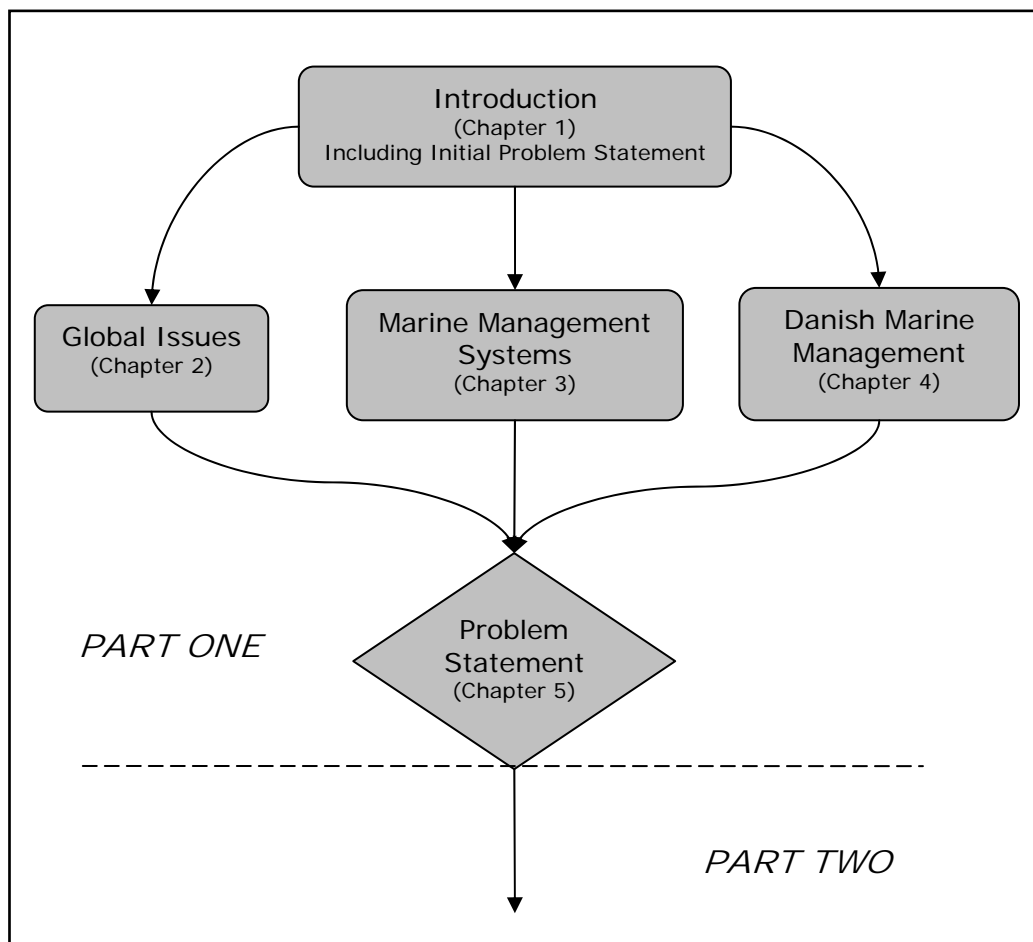 Introduction
(Chapter 1)
Including Initial Problem Statement
Global Issues
(Chapter 2)
Marine Management
Systems
(Chapter 3)
Danish Marine
Management
(Chapter 4)
PART ONE
Problem
Statement
(Chapter 5)
PART TWO